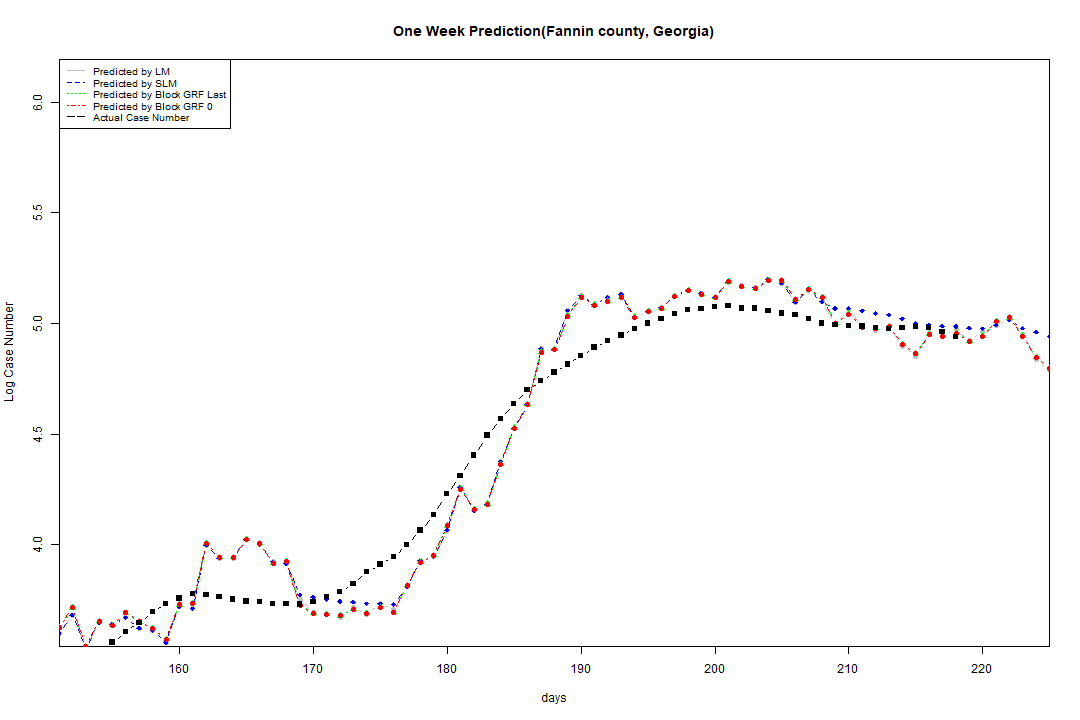 One Week Prediction(Fannin county, Georgia)
Predicted by LM
Predicted by SLM
Predicted by Block GRF Last
Predicted by Block GRF 0
Actual Case Number
6.0
5.5
5.0
4.5
4.0
Log Case Number
160 170 180 190 200 210 220
days